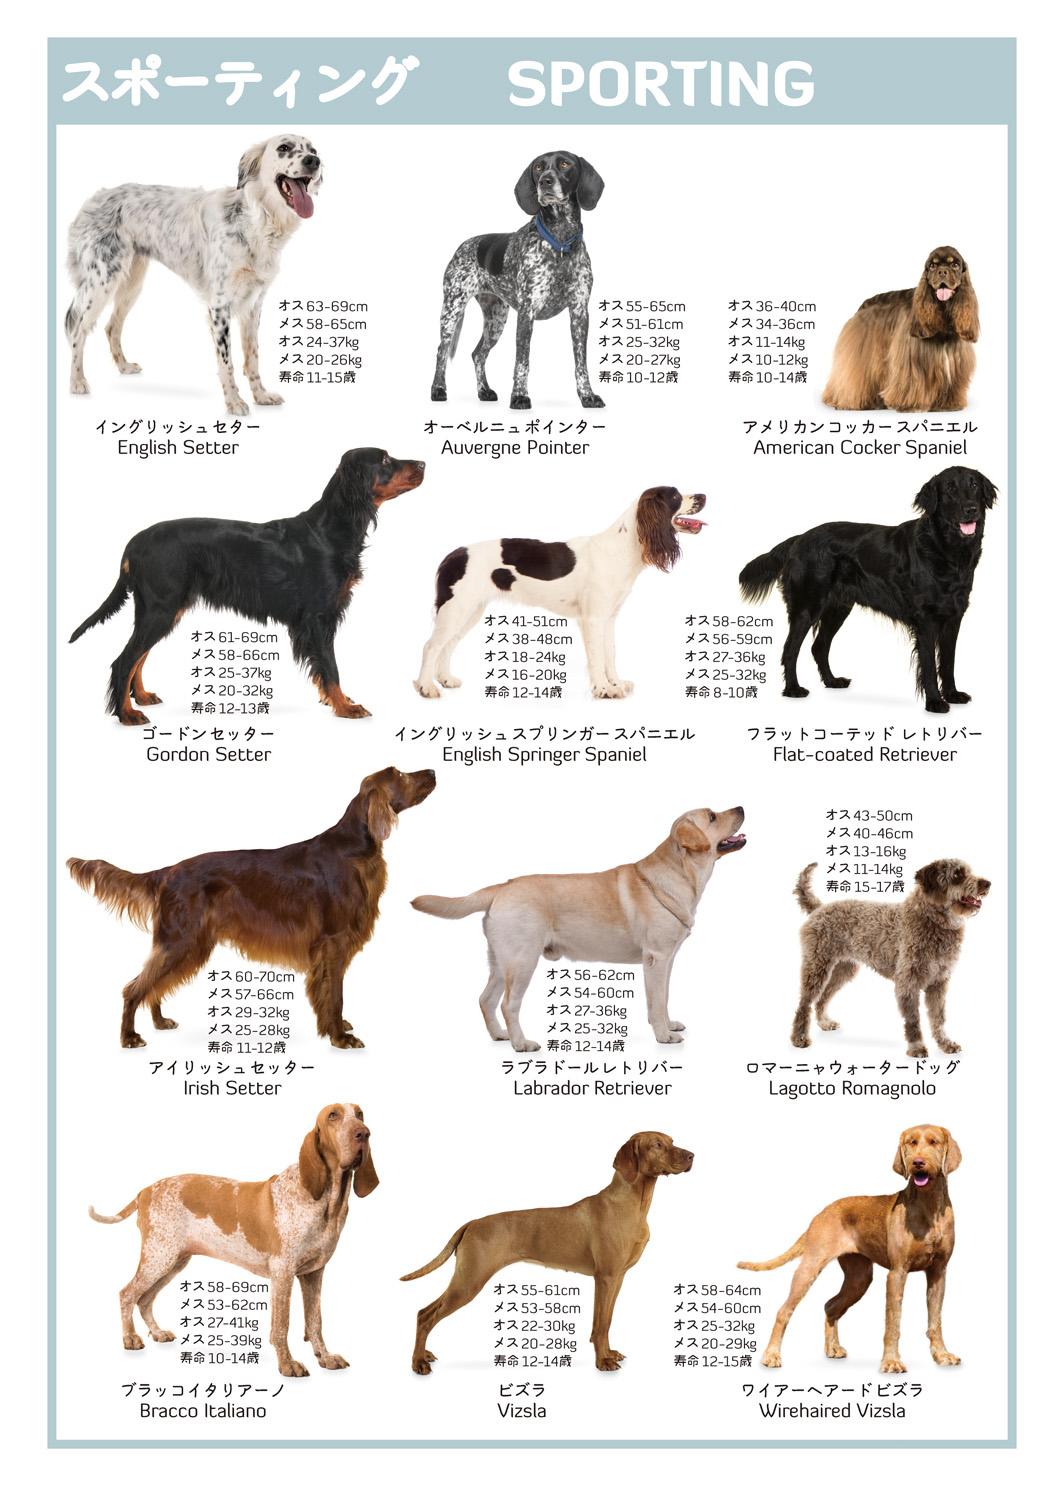 スポーティング SPORTING
オス63-69cm
メス58-65cm
オス24-37kg
メス20-26kg
寿命11-15歳
イングリッシュセター
English Setter
オス55-65cm
メス51-61cm
オス25-32kg
メス20-27kg
寿命10-12歳
オーベルニュポインター
Auvergne Pointer
オス36-40cm
メス34-36cm
オス11-14kg
メス10-12kg
寿命10-14歳
アメリカンコッカースパニエル
American Cocker Spaniel
オス61-69cm
メス58-66cm
オス25-37kg
メス20-32kg
寿命12-13歳
ゴードンセッター
Gordon Setter
オス41-51cm
メス38-48cm
オス18-24kg
メス16-20kg
寿命12-14歳
イングリッシュスプリンガースパニエル
English Springer Spaniel
オス58-62cm
メス56-59cm
オス27-36kg
メス25-32kg
寿命8-10歳
フラットコーテッド レトリバー
Flat-coated Retriever
オス60-70cm
メス57-66cm
オス29-32kg
メス25-28kg
寿命11-12歳
アイリッシュセッター
Irish Setter
オス56-62cm
メス54-60cm
オス27-36kg
メス25-32kg
寿命12-14歳
ラブラドールレトリバー
Labrador Retriever
オス43-50cm
メス40-46cm
オス13-16kg
メス11-14kg
寿命15-17歳
ロマーニャウォータードッグ
Lagotto Romagnolo
オス58-69cm
メス53-62cm
オス27-41kg
メス25-39kg
寿命10-14歳
ブラッコイタリアーノ
Bracco Italiano
オス55-61cm
メス53-58cm
オス22-30kg
メス20-28kg
寿命12-14歳
ビズラ
Vizsla
オス58-64cm
メス54-60cm
オス25-32kg
メス20-29kg
寿命12-15歳
ワイアーヘアードビズラ
Wirehaired Vizsla